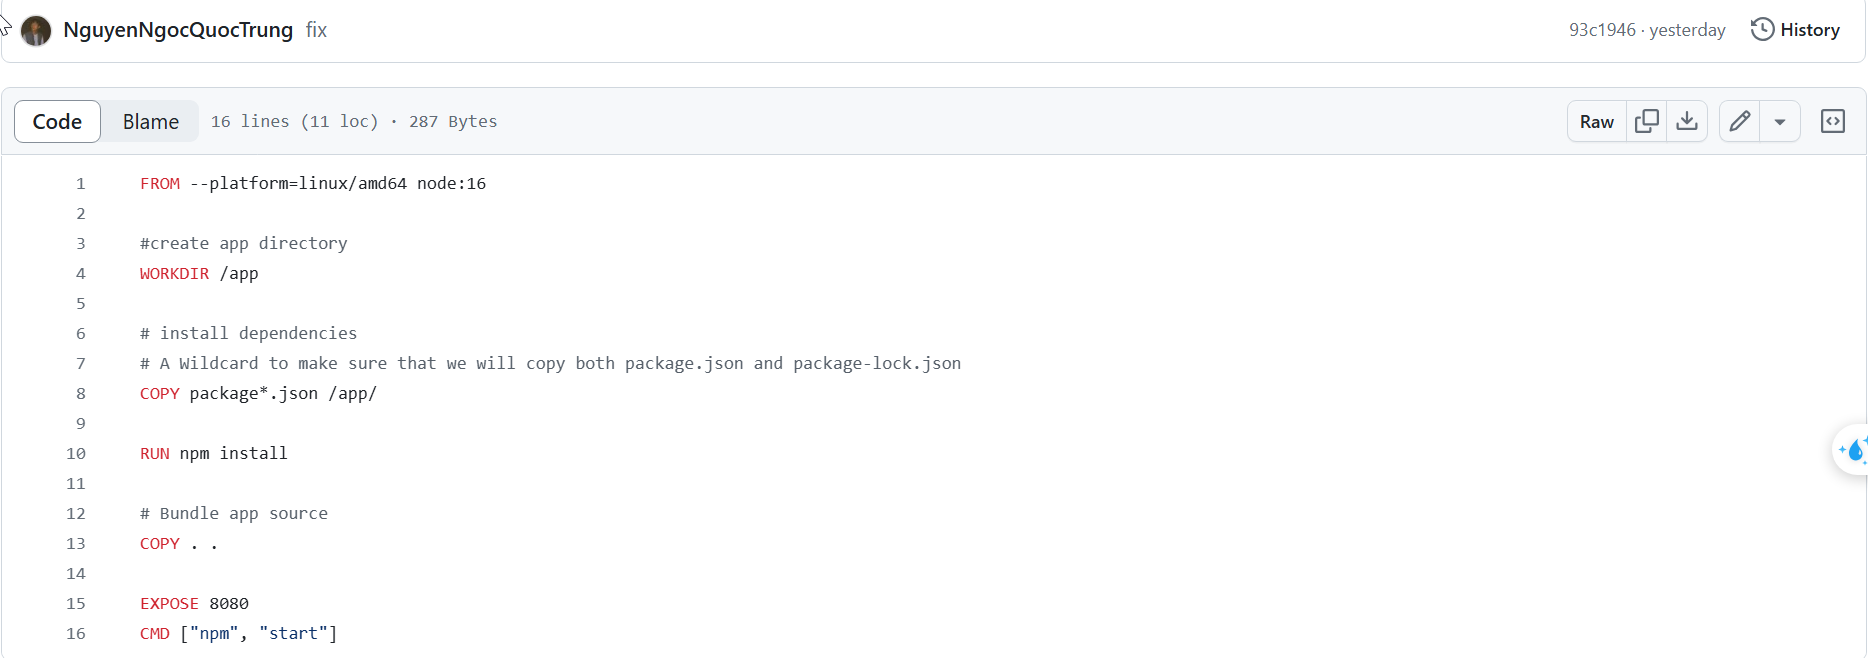 NguyenNgocQuocTrung fix
93c1946 · yesterday
History
Code
Blame
16 lines (11 loc) · 287 Bytes
Raw
1 FROM --platform=linux/amd64 node:16
2
3 #create app directory
4 WORKDIR /app
5
6 # install dependencies
7 # A Wildcard to make sure that we will copy both package.json and package-lock.json
8 COPY package*.json /app/
9
10 RUN npm install
11
12 # Bundle app source
13 COPY . .
14
15 EXPOSE 8080
16 CMD ["npm", "start"]